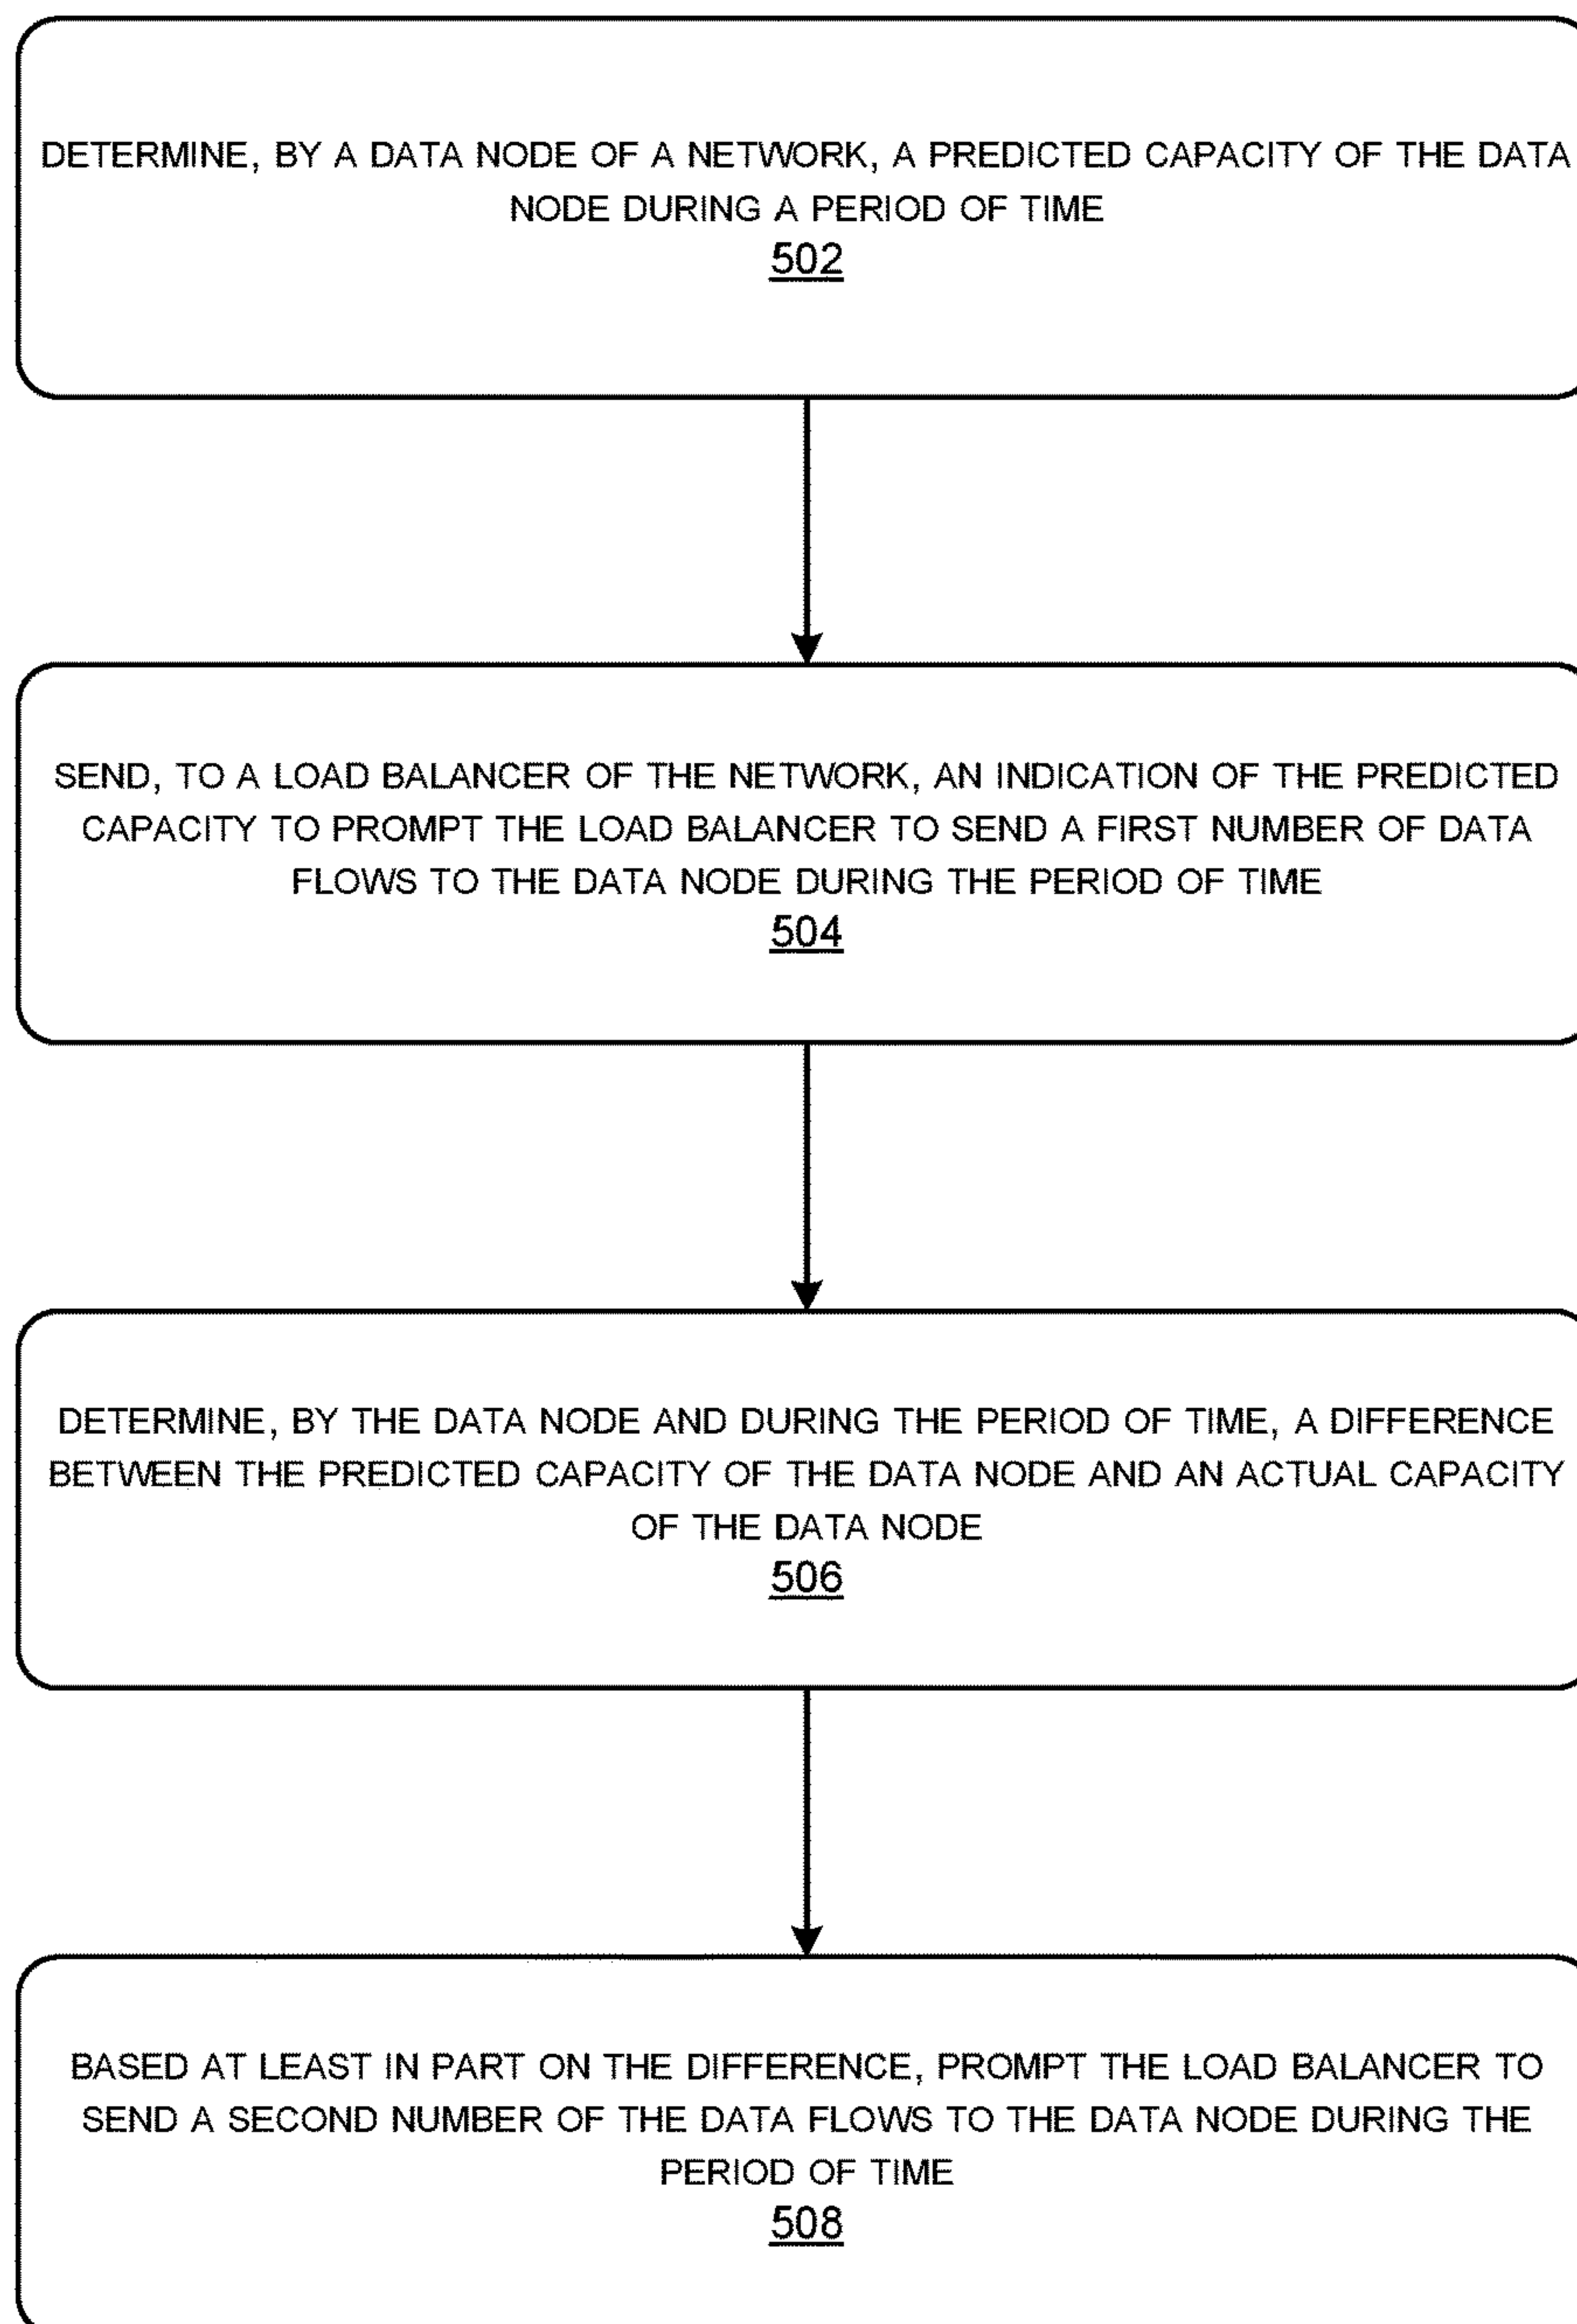 DETERMINE, BY A DATA NODE OF A NETWORK, A PREDICTED CAPACITY OF THE DATA
NODE DURING A PERIOD OF TIME
502
SEND, TO A LOAD BALANCER OF THE NETWORK, AN INDICATION OF THE PREDICTED
CAPACITY TO PROMPT THE LOAD BALANCER TO SEND A FIRST NUMBER OF DATA
FLOWS TO THE DATA NODE DURING THE PERIOD OF TIME
504
DETERMINE, BY THE DATA NODE AND DURING THE PERIOD OF TIME, A DIFFERENCE
BETWEEN THE PREDICTED CAPACITY OF THE DATA NODE AND AN ACTUAL CAPACITY
OF THE DATA NODE
506
BASED AT LEAST IN PART ON THE DIFFERENCE, PROMPT THE LOAD BALANCER TO
SEND A SECOND NUMBER OF THE DATA FLOWS TO THE DATA NODE DURING THE
PERIOD OF TIME
508